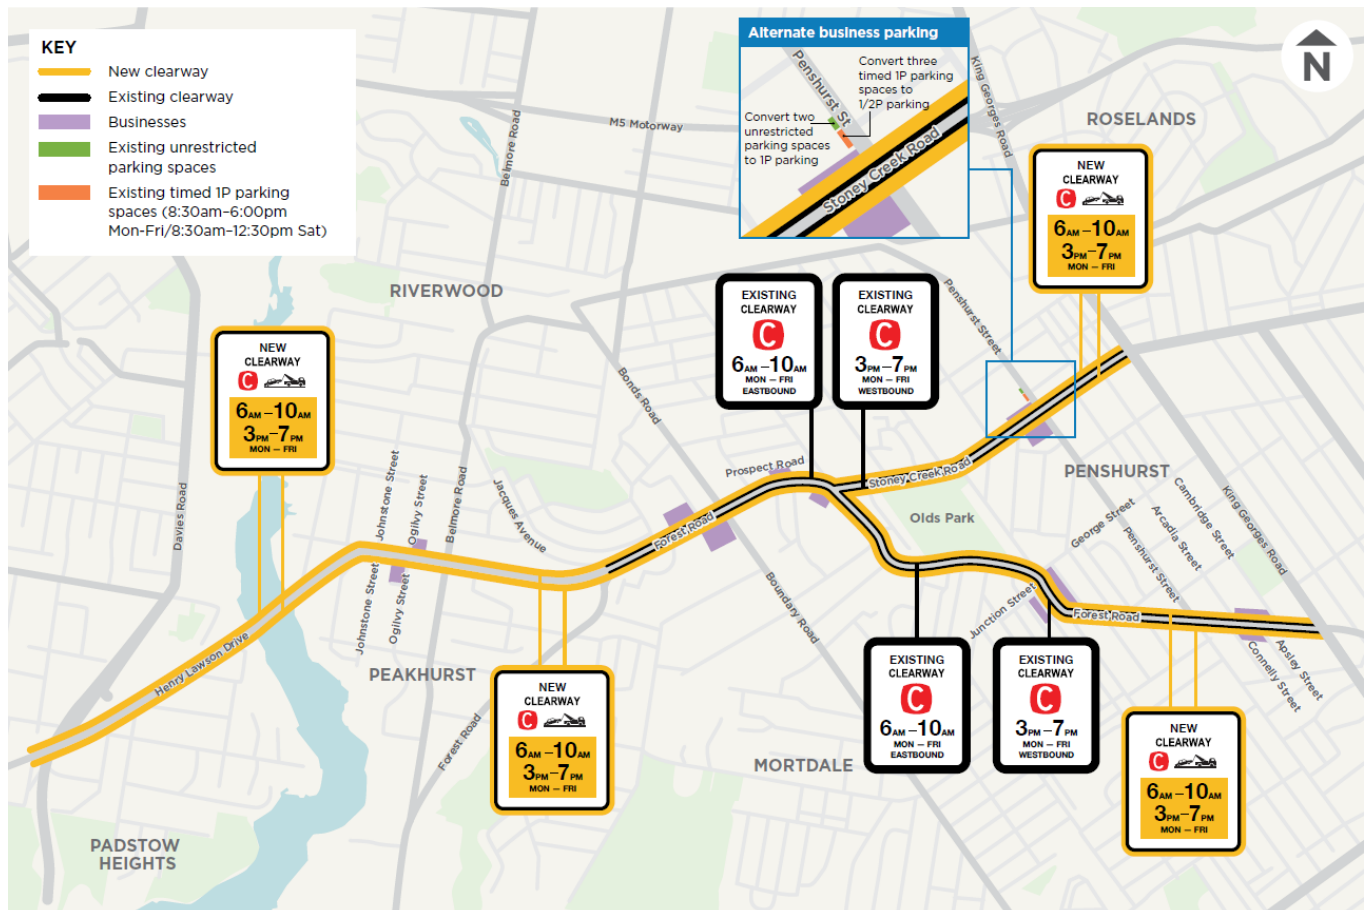 KEY
New clearway
Existing clearway
Businesses
Existing unrestricted
parking spaces
Existing timed 1P parking
spaces (8:30am–6:00pm
Mon-Fri/8:30am–12:30pm Sat)
Alternate business parking
Penshurst St
Convert three
timed 1P parking
spaces to
1/2P parking
Convert two
unrestricted
parking spaces
to 1P parking
Stoney Creek Road
N
King Georges Road
ROSELANDS
M5 Motorway
Belmore Road
NEW
CLEARWAY
C
6AM–10AM
3PM–7PM
MON – FRI
RIVERWOOD
EXISTING
CLEARWAY
C
6AM–10AM
MON – FRI
EASTBOUND
EXISTING
CLEARWAY
C
3PM–7PM
MON – FRI
WESTBOUND
Penshurst Street
NEW
CLEARWAY
C
6AM–10AM
3PM–7PM
MON – FRI
Bonds Road
Prospect Road
Stoney Creek Road
PENSHURST
Davies Road
Johnstone Street
Ogilvy Street
Belmore Road
Jacques Avenue
Forest Road
Olds Park
George Street
Penshurst Street
Arcadia Street
Cambridge Street
King Georges Road
Johnstone Street
Ogilvy Street
Boundary Road
Junction Street
Forest Road
Henry Lawson Drive
Connelly Street
Apsley Street
PEAKHURST
Forest Road
NEW
CLEARWAY
C
6AM–10AM
3PM–7PM
MON – FRI
EXISTING
CLEARWAY
C
6AM–10AM
MON – FRI
EASTBOUND
EXISTING
CLEARWAY
C
3PM–7PM
MON – FRI
WESTBOUND
NEW
CLEARWAY
C
6AM–10AM
3PM–7PM
MON – FRI
MORTDALE
PADSTOW
HEIGHTS